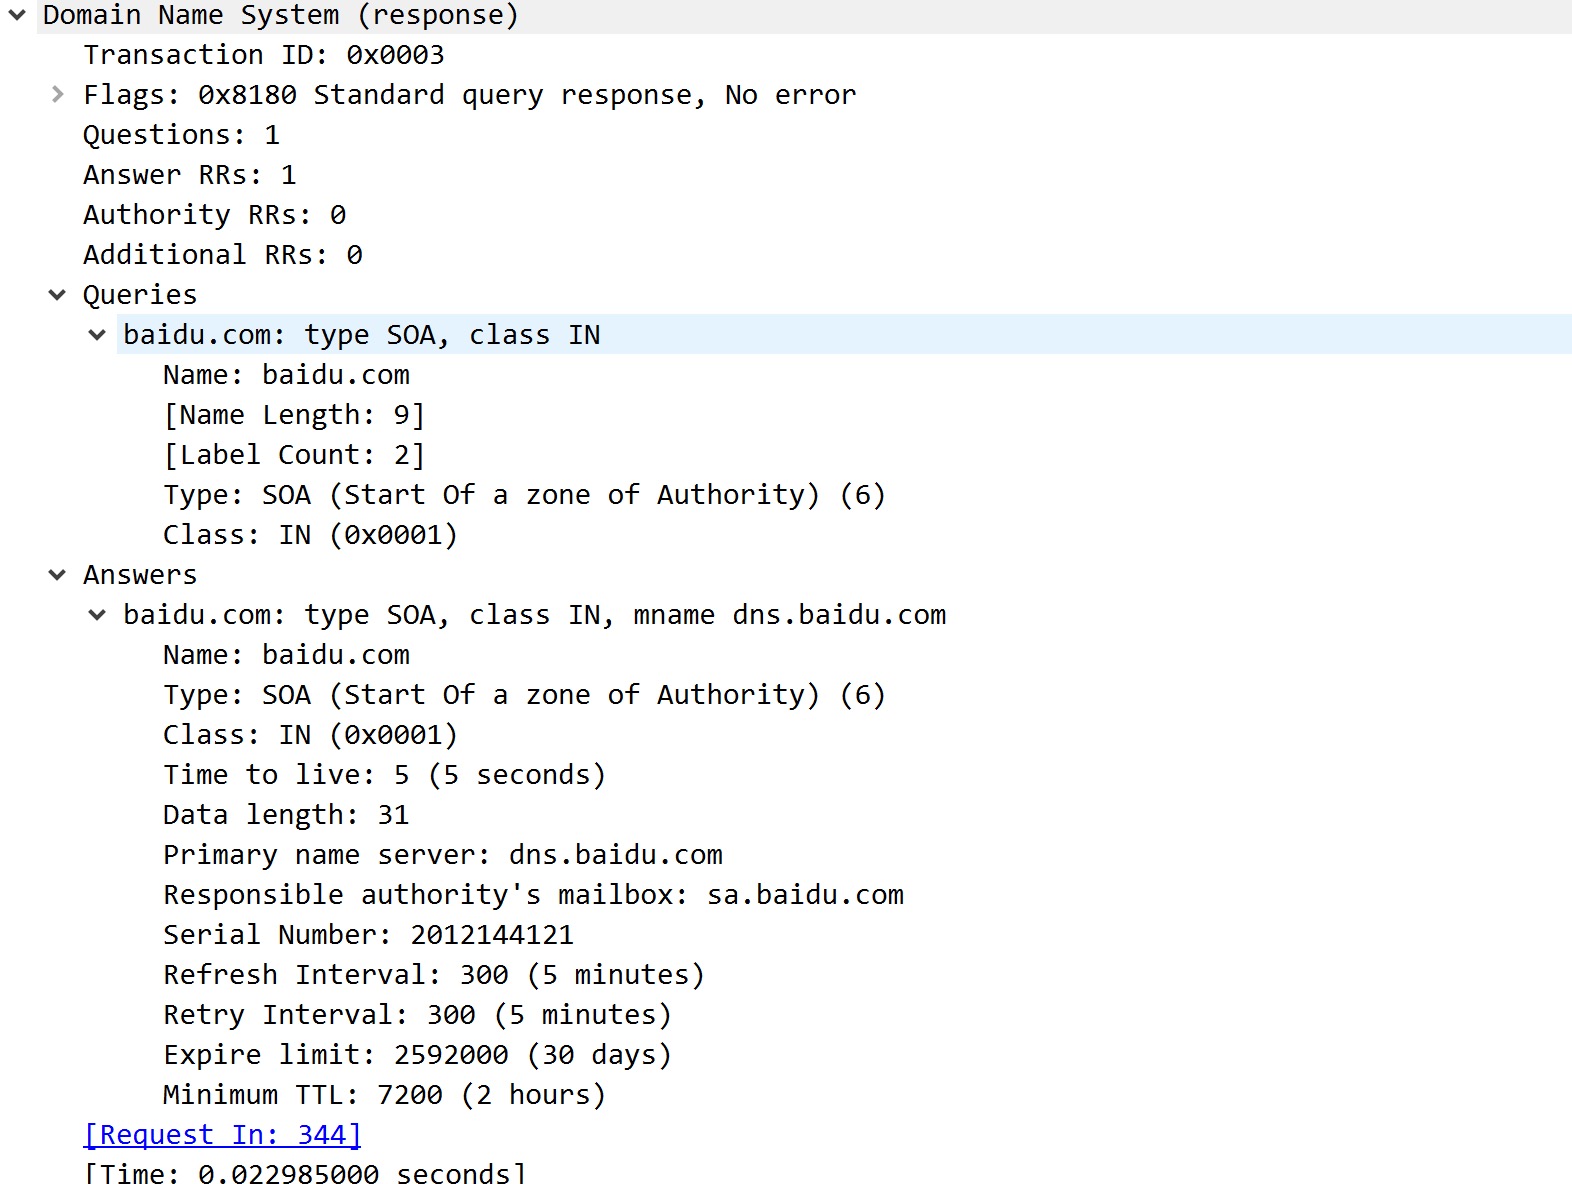 Domain Name System (response)
Transaction ID: 0x0003
Flags: 0x8180 Standard query response, No error
Questions: 1
Answer RRs: 1
Authority RRs: 0
Additional RRs: 0
Queries
baidu.com: type SOA, class IN
Name: baidu.com
[Name Length: 9]
[Label Count: 2]
Type: SOA (Start Of a zone of Authority) (6)
Class: IN (0x0001)
Answers
baidu.com: type SOA, class IN, mname dns.baidu.com
Name: baidu.com
Type: SOA (Start Of a zone of Authority) (6)
Class: IN (0x0001)
Time to live: 5 (5 seconds)
Data length: 31
Primary name server: dns.baidu.com
Responsible authority's mailbox: sa.baidu.com
Serial Number: 2012144121
Refresh Interval: 300 (5 minutes)
Retry Interval: 300 (5 minutes)
Expire limit: 2592000 (30 days)
Minimum TTL: 7200 (2 hours)
[Request In: 344]
[Time: 0.022985000 seconds]